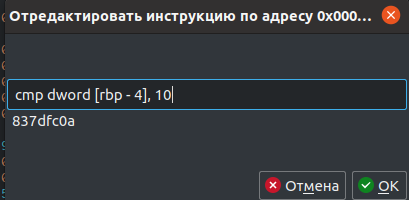 Отредактировать инструкцию по адресу 0x000...
cmp dword [rbp - 4], 10
837dfc0a
Отмена
OK